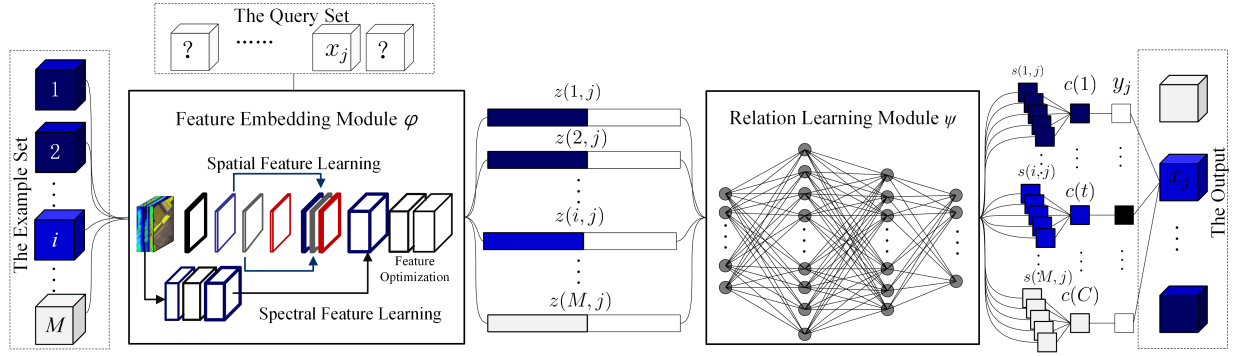 The Query Set
?
......
x_j
?
The Example Set
1
2
i
M
Feature Embedding Module φ
Spatial Feature Learning
Feature
Optimization
Spectral Feature Learning
z(1, j)
z(2, j)
z(i, j)
z(M, j)
Relation Learning Module ψ
s(1, j)
c(1)
y_j
s(i, j)
c(t)
s(M, j)
c(C)
x_j
The Output